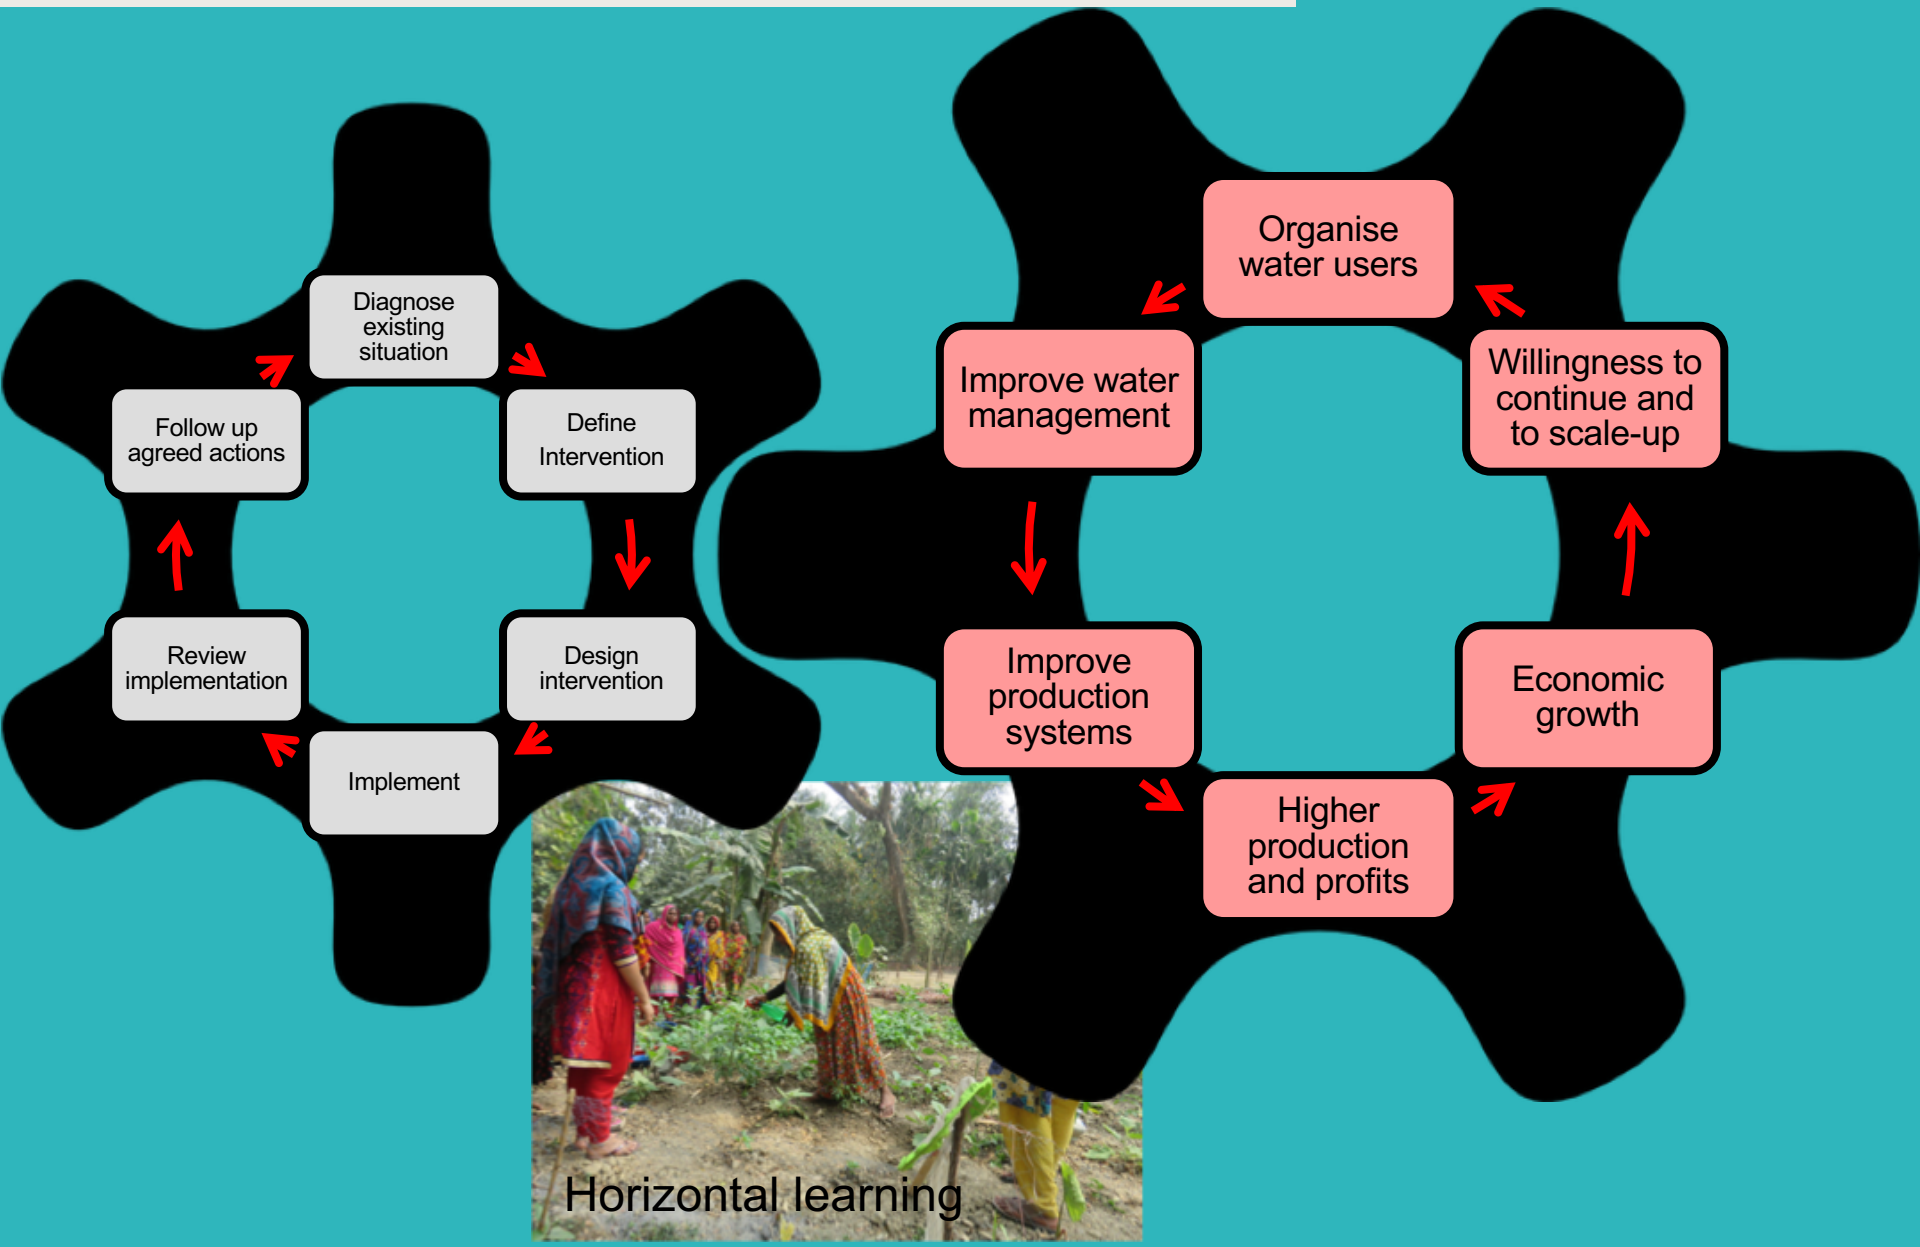 Diagnose
existing
situation
Define
Intervention
Design
intervention
Implement
Review
implementation
Follow up
agreed actions
Organise
water users
Improve water
management
Improve
production
systems
Higher
production
and profits
Economic
growth
Willingness to
continue and
to scale-up
Horizontal learning